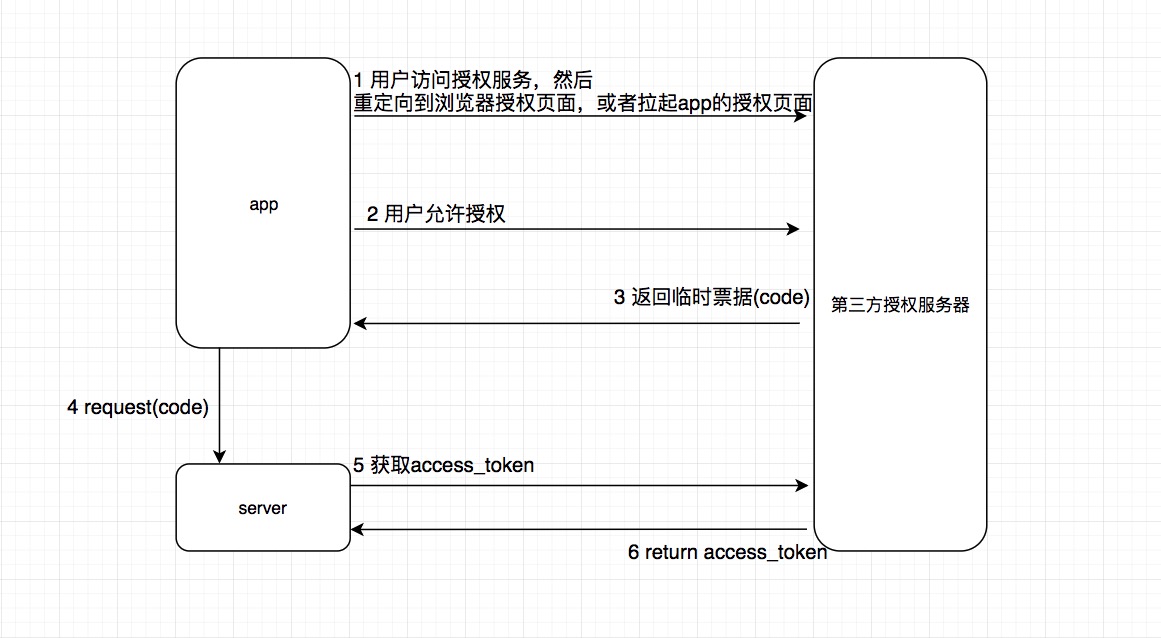 1 用户访问授权服务，然后
重定向到浏览器授权页面，或者拉起app的授权页面
app
2 用户允许授权
3 返回临时票据(code)
第三方授权服务器
4 request(code)
5 获取access_token
server
6 return access_token